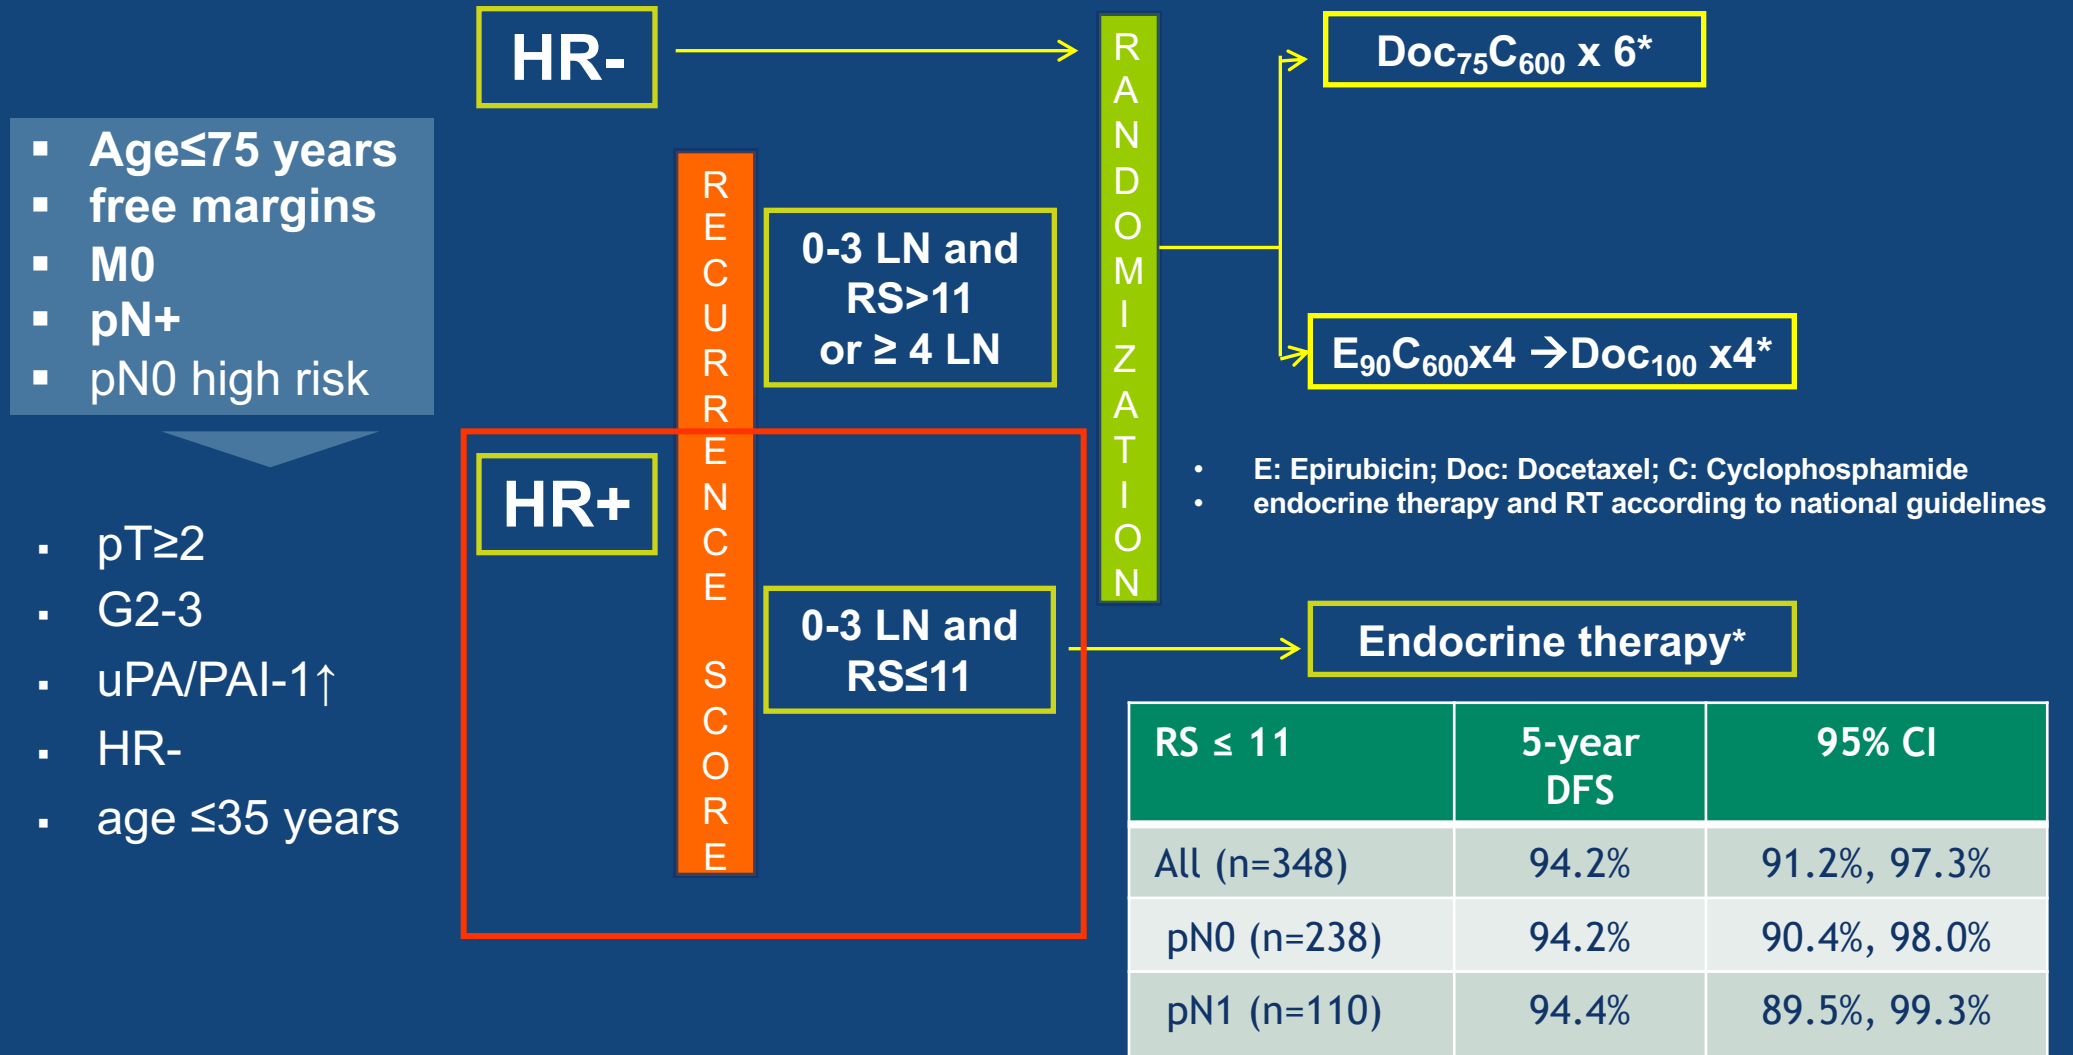 HR-
Age≤75 years
free margins
M0
pN+
pN0 high risk
pT≥2
G2-3
uPA/PAI-1↑
HR-
age ≤35 years
RECURRENCE SCORE
HR+
0-3 LN and
RS>11
or ≥ 4 LN
0-3 LN and
RS≤11
RANDOMIZATION
Doc75C600 x 6*
E90C600x4 →Doc100 x4*
E: Epirubicin; Doc: Docetaxel; C: Cyclophosphamide
endocrine therapy and RT according to national guidelines
Endocrine therapy*
RS ≤ 11 5-year DFS 95% CI
All (n=348) 94.2% 91.2%, 97.3%
pN0 (n=238) 94.2% 90.4%, 98.0%
pN1 (n=110) 94.4% 89.5%, 99.3%